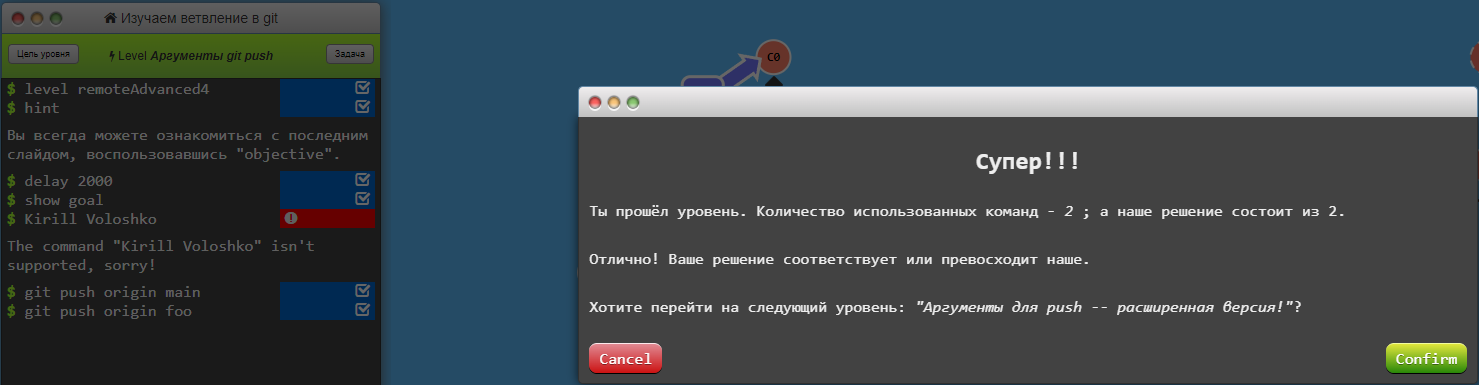 Изучаем ветвление в git
Цель уровня
Level Аргументы git push
Задача
$ level remoteAdvanced4
$ hint
Вы всегда можете ознакомиться с последним
слайдом, воспользовавшись "objective".
$ delay 2000
$ show goal
$ Kirill Voloshko
The command "Kirill Voloshko" isn't
supported, sorry!
$ git push origin main
$ git push origin foo
C0
Супер!!!
Ты прошёл уровень. Количество использованных команд - 2 ; а наше решение состоит из 2.
Отлично! Ваше решение соответствует или превосходит наше.
Хотите перейти на следующий уровень: "Аргументы для push -- расширенная версия!"?
Cancel
Confirm